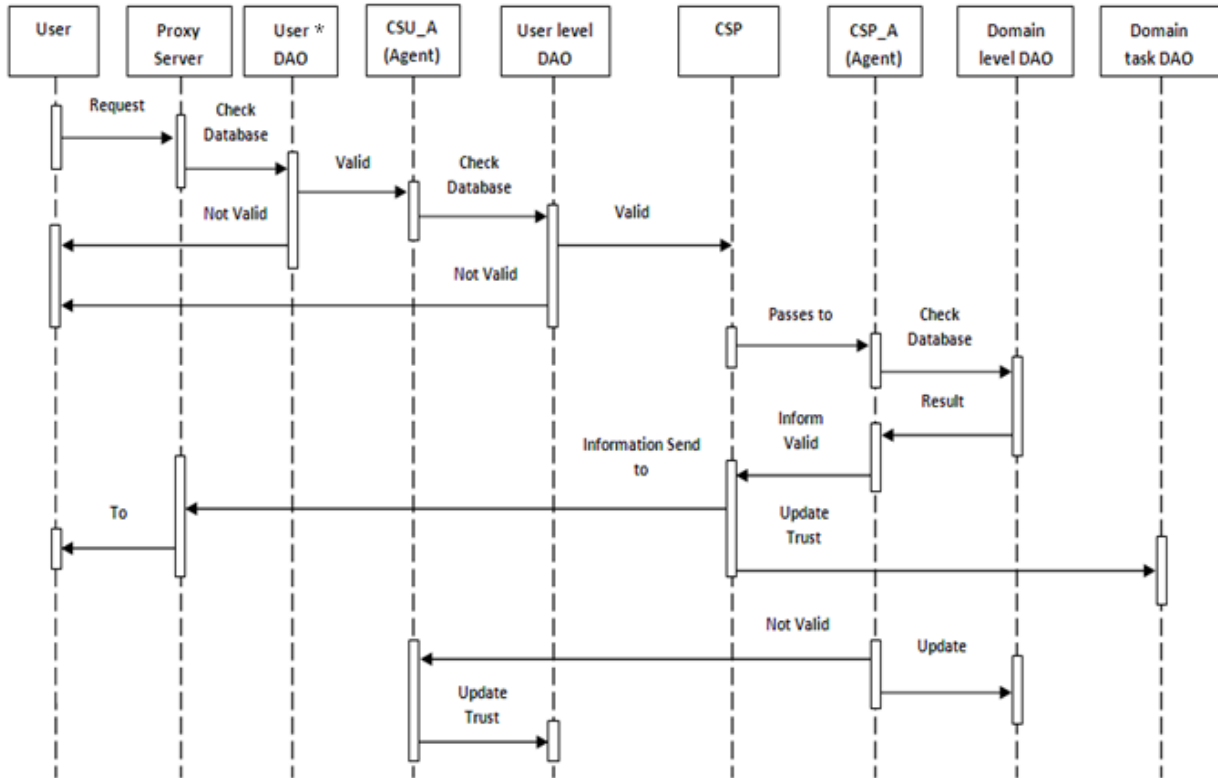 User
Proxy
Server
User *
DAO
CSU_A
(Agent)
User level
DAO
CSP
CSP_A
(Agent)
Domain
level DAO
Domain
task DAO
Request
Check
Database
Valid
Check
Database
Not Valid
Valid
Not Valid
Passes to
Check
Database
Result
Inform
Valid
Information Send
to
To
Update
Trust
Not Valid
Update
Update
Trust